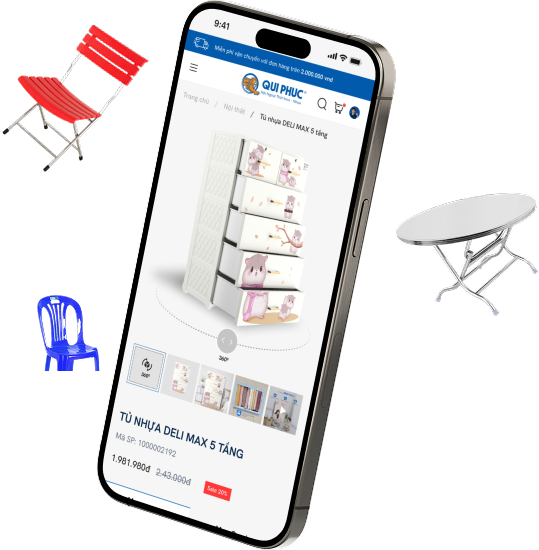 9:41
Miễn phí vận chuyển với đơn hàng trên 2.000.000 vnđ
QUI PHUC®
Trang chủ / Nội thất / Tủ nhựa DELI MAX 5 tầng
360°
360°
TỦ NHỰA DELI MAX 5 TẦNG
Mã SP: 1000002192
1.981.980đ 2.43.000đ Sale 20%